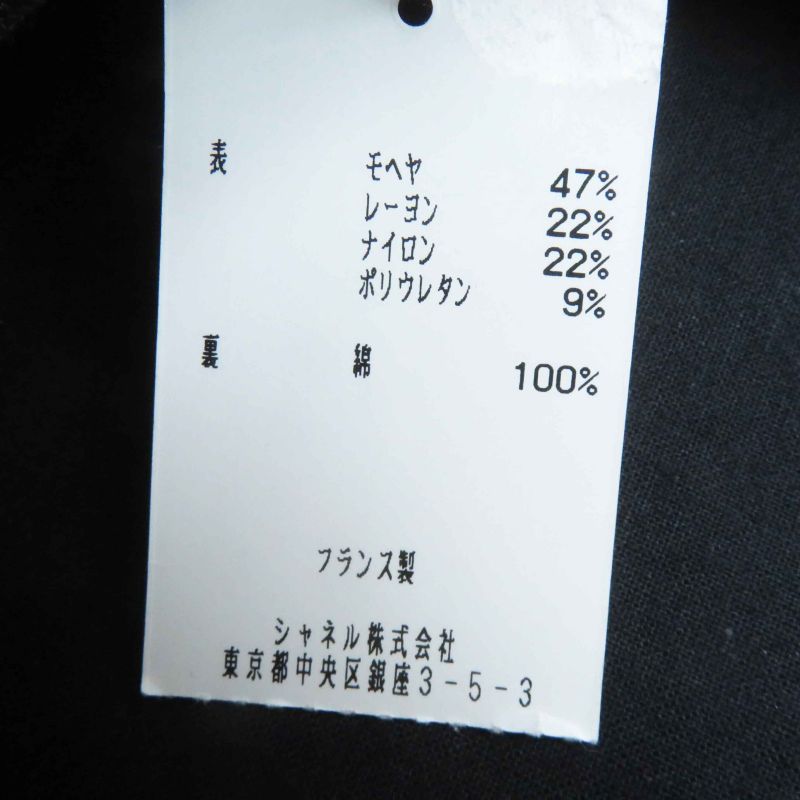 表 モヘヤ 47%
レーヨン 22%
ナイロン 22%
ポリウレタン 9%
裏 綿 100%
フランス製
シャネル株式会社
東京都中央区銀座3-5-3